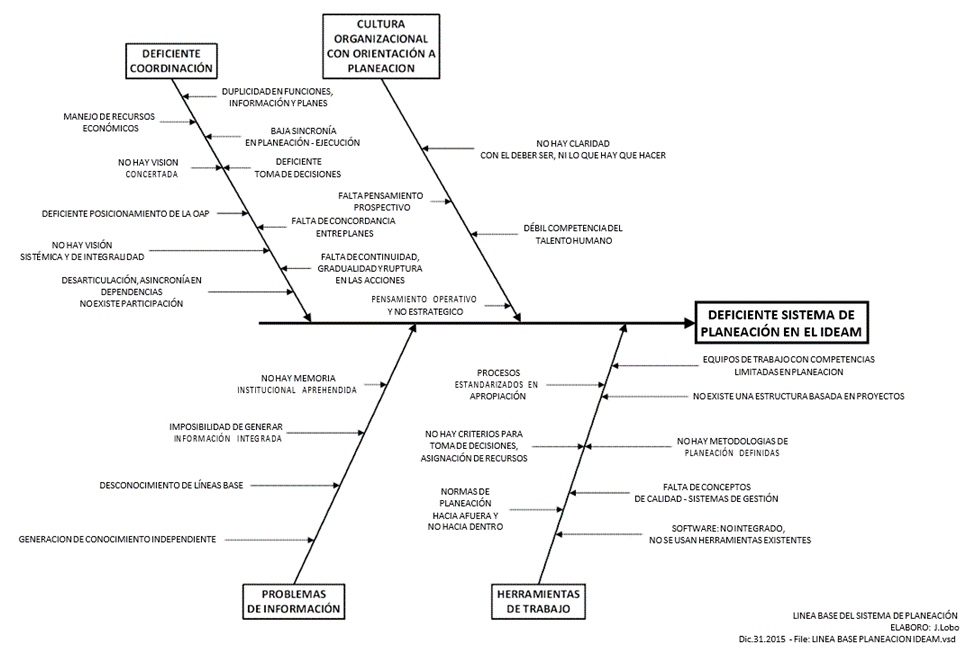 DEFICIENTE
COORDINACIÓN
CULTURA
ORGANIZACIONAL
CON ORIENTACIÓN A
PLANEACION
DUPLICIDAD EN FUNCIONES,
INFORMACIÓN Y PLANES
MANEJO DE RECURSOS
ECONÓMICOS
BAJA SINCRONÍA
EN PLANEACIÓN - EJECUCIÓN
NO HAY VISION
CONCERTADA
DEFICIENTE
TOMA DE DECISIONES
DEFICIENTE POSICIONAMIENTO DE LA OAP
FALTA DE CONCORDANCIA
ENTRE PLANES
NO HAY VISIÓN
SISTÉMICA Y DE INTEGRALIDAD
FALTA DE CONTINUIDAD,
GRADUALIDAD Y RUPTURA
EN LAS ACCIONES
DESARTICULACIÓN, ASINCRONÍA EN
DEPENDENCIAS
NO EXISTE PARTICIPACIÓN
NO HAY CLARIDAD
CON EL DEBER SER, NI LO QUE HAY QUE HACER
FALTA PENSAMIENTO
PROSPECTIVO
DÉBIL COMPETENCIA DEL
TALENTO HUMANO
PENSAMIENTO OPERATIVO
Y NO ESTRATEGICO
DEFICIENTE SISTEMA DE
PLANEACIÓN EN EL IDEAM
NO HAY MEMORIA
INSTITUCIONAL APREHENDIDA
IMPOSIBILIDAD DE GENERAR
INFORMACIÓN INTEGRADA
DESCONOCIMIENTO DE LÍNEAS BASE
GENERACION DE CONOCIMIENTO INDEPENDIENTE
PROBLEMAS
DE INFORMACIÓN
EQUIPOS DE TRABAJO CON COMPETENCIAS
LIMITADAS EN PLANEACION
PROCESOS
ESTANDARIZADOS EN
APROPIACIÓN
NO EXISTE UNA ESTRUCTURA BASADA EN PROYECTOS
NO HAY CRITERIOS PARA
TOMA DE DECISIONES,
ASIGNACIÓN DE RECURSOS
NO HAY METODOLOGIAS DE
PLANEACIÓN DEFINIDAS
NORMAS DE
PLANEACIÓN
HACIA AFUERA Y
NO HACIA DENTRO
FALTA DE CONCEPTOS
DE CALIDAD - SISTEMAS DE GESTIÓN
SOFTWARE: NO INTEGRADO,
NO SE USAN HERRAMIENTAS EXISTENTES
HERRAMIENTAS
DE TRABAJO
LINEA BASE DEL SISTEMA DE PLANEACIÓN
ELABORO: J.Lobo
Dic.31.2015 - File: LINEA BASE PLANEACION IDEAM.vsd